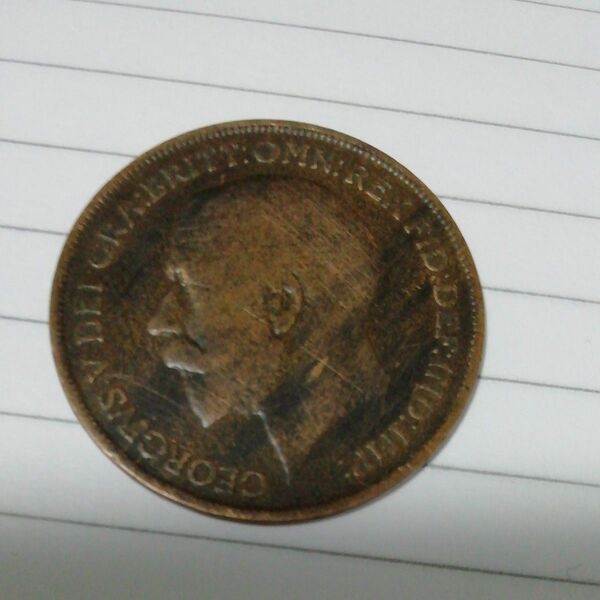 GEORGIVS V DEI GRA: BRITT: OMN: REX FID: DEF: IND: IMP: